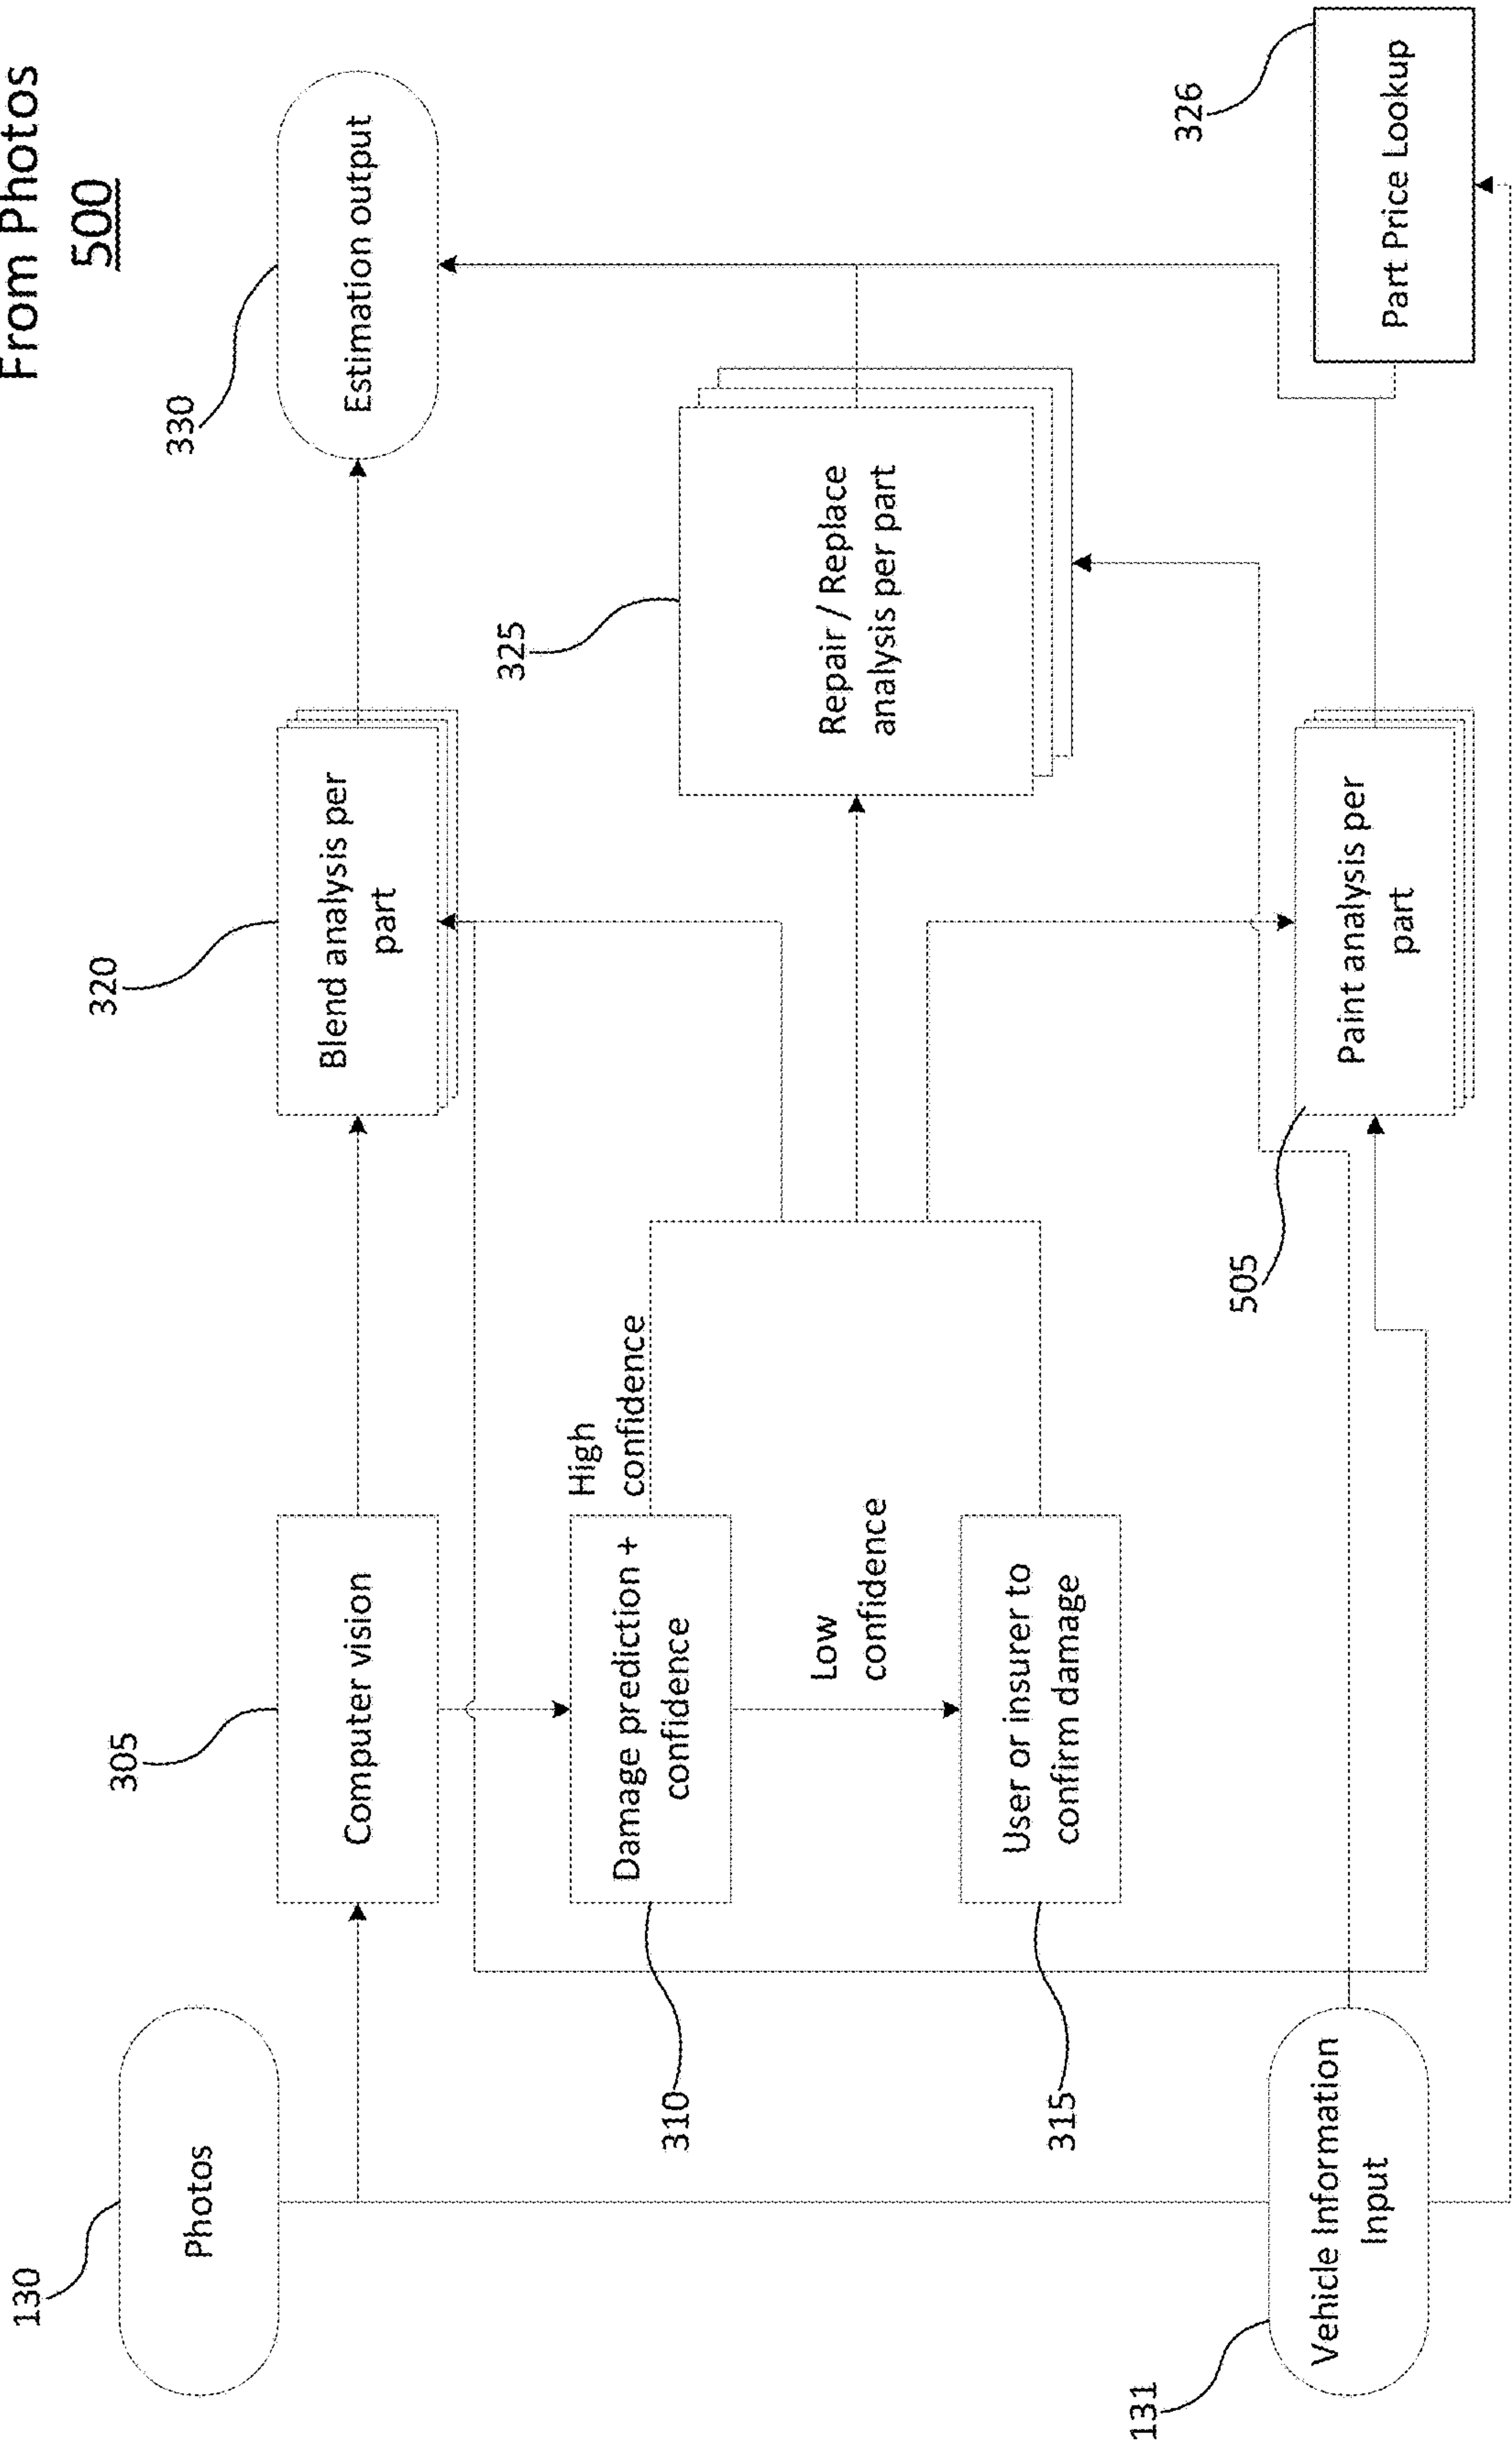 From Photos
500
130
Photos
305
Computer vision
320
Blend analysis per
part
330
Estimation output
310
Damage prediction +
confidence
High
confidence
Low
confidence
315
User or insurer to
confirm damage
325
Repair / Replace
analysis per part
131
Vehicle Information
Input
505
Paint analysis per
part
326
Part Price Lookup